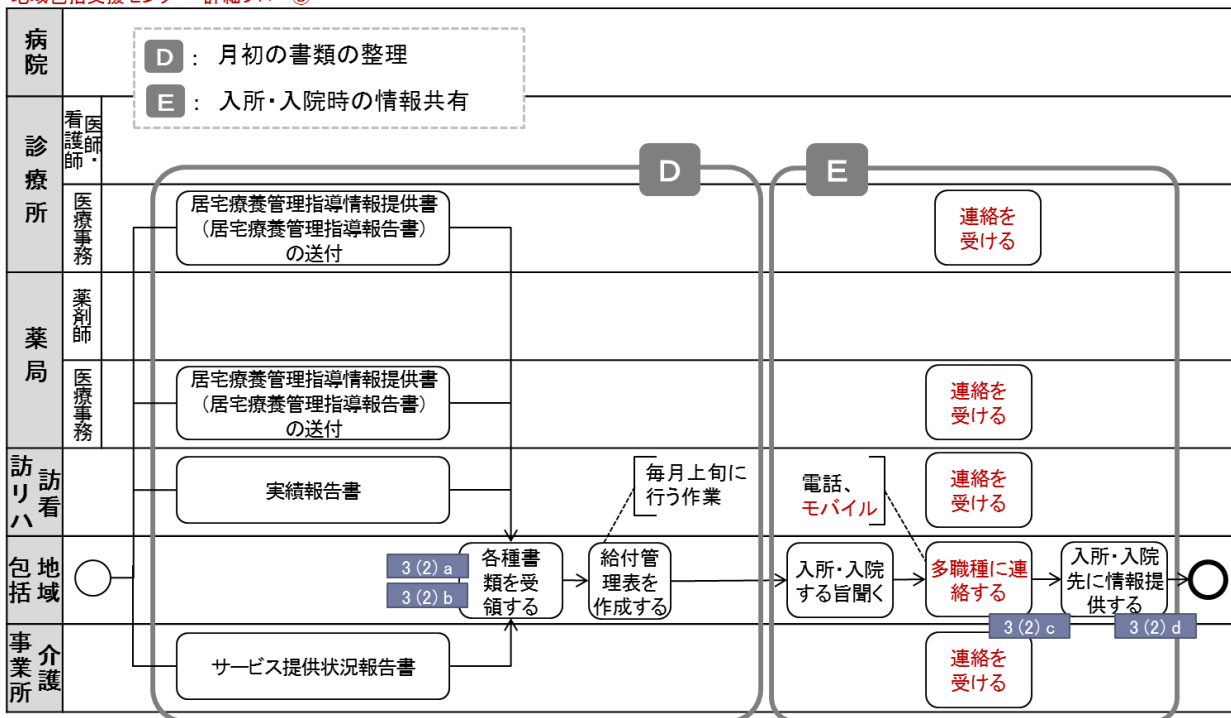 病院
D : 月初の書類の整理
E : 入所・入院時の情報共有
診療所
医師・
看護師
D
E
医療事務
居宅療養管理指導情報提供書
（居宅療養管理指導報告書）
の送付
連絡を
受ける
薬局
薬剤師
医療事務
居宅療養管理指導情報提供書
（居宅療養管理指導報告書）
の送付
連絡を
受ける
訪看
訪リハ
実績報告書
毎月上旬に
行う作業
電話、
モバイル
連絡を
受ける
地域
包括
3(2)a
3(2)b
各種書
類を受
領する
給付管
理表を
作成する
入所・入院
する旨聞く
多職種に連
絡する
入所・入院
先に情報提
供する
3(2)c
3(2)d
介護
事業所
サービス提供状況報告書
連絡を
受ける